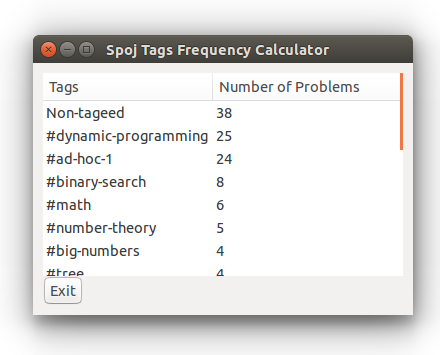 Spoj Tags Frequency Calculator
Tags Number of Problems
Non-tageed 38
#dynamic-programming 25
#ad-hoc-1 24
#binary-search 8
#math 6
#number-theory 5
#big-numbers 4
#tree 4
Exit